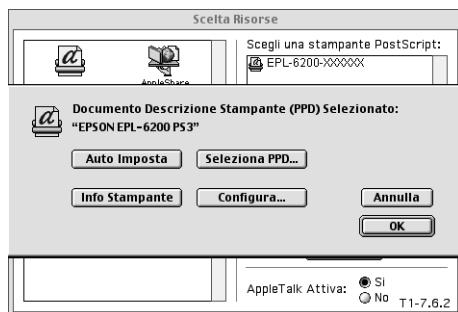 Scelta Risorse
Scegli una stampante PostScript:
EPL-6200-XXXXXX
AppleShare
Documento Descrizione Stampante (PPD) Selezionato:
"EPSON EPL-6200 PS3"
Auto Imposta
Seleziona PPD...
Info Stampante
Configura...
Annulla
OK
AppleTalk Attiva:
Si
No
T1-7.6.2